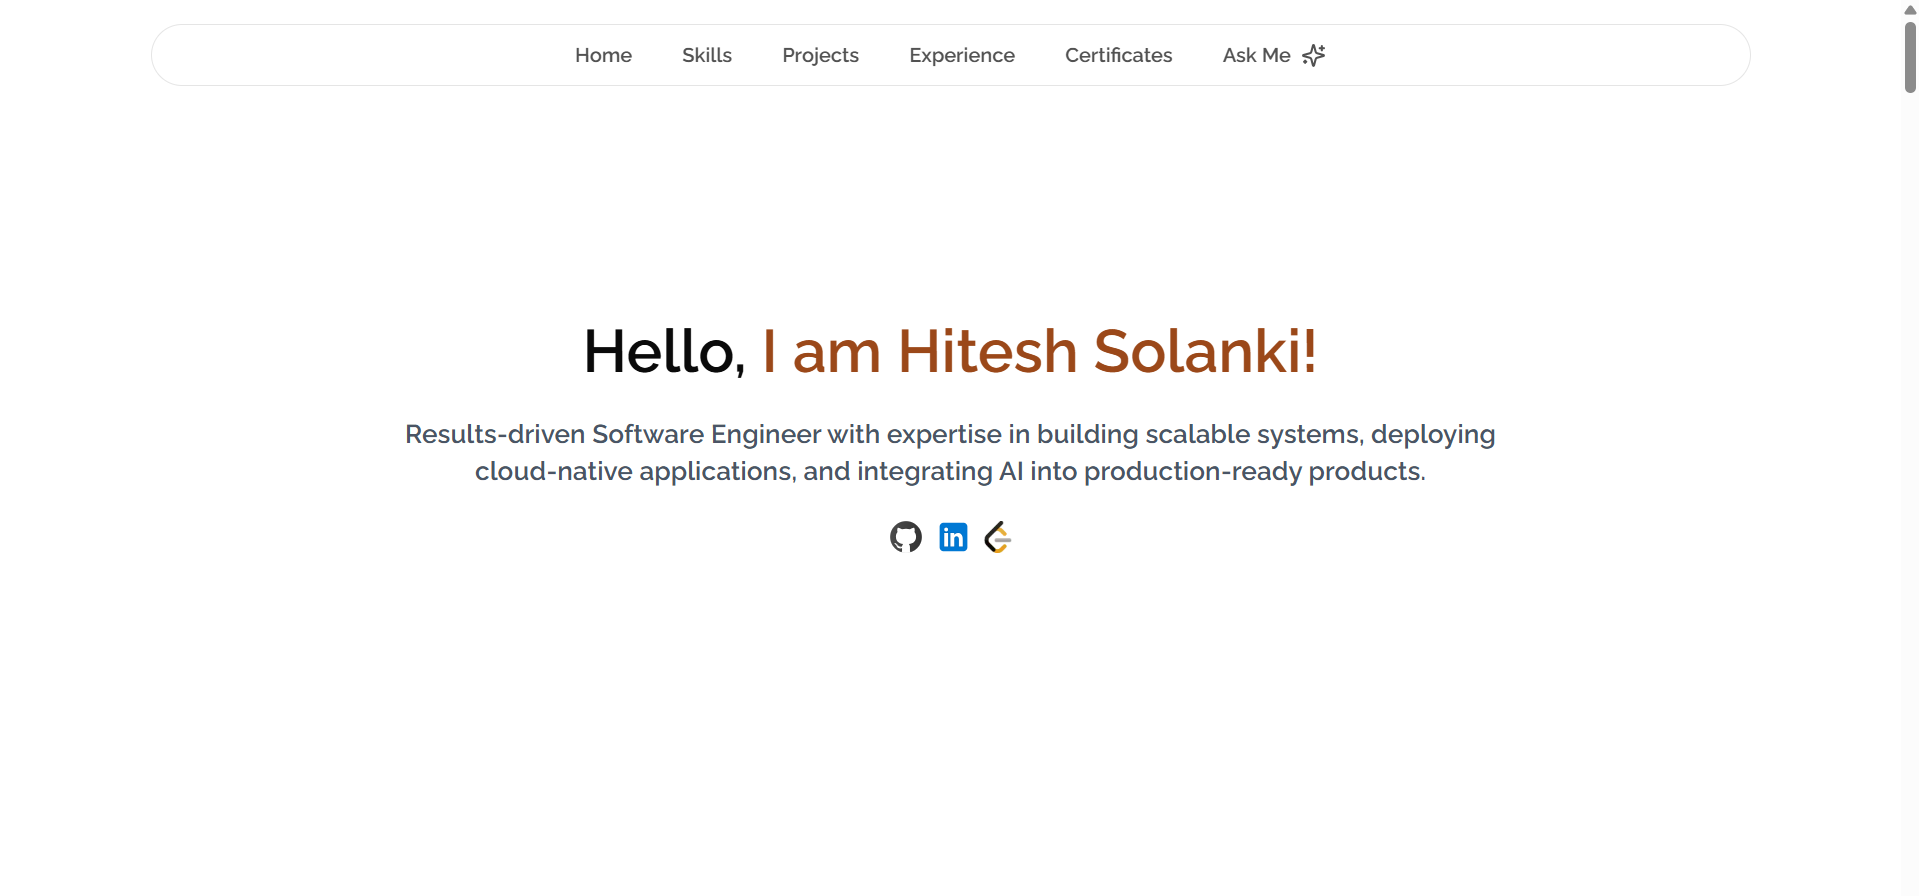 Home Skills Projects Experience Certificates Ask Me
Hello, I am Hitesh Solanki!
Results-driven Software Engineer with expertise in building scalable systems, deploying
cloud-native applications, and integrating AI into production-ready products.
in